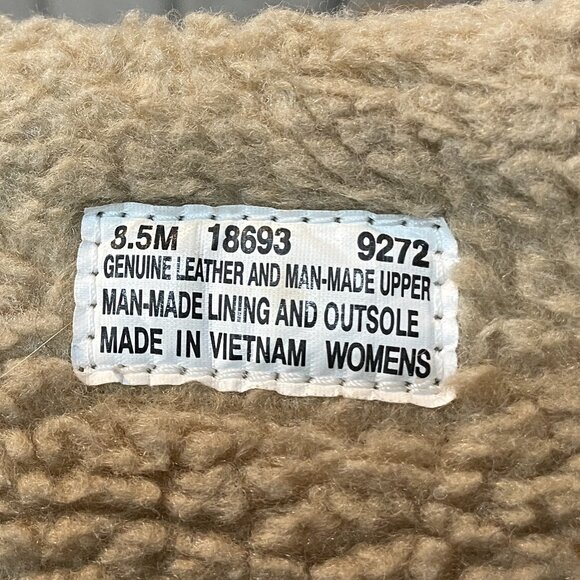 8.5M 18693 9272
GENUINE LEATHER AND MAN-MADE UPPER
MAN-MADE LINING AND OUTSOLE
MADE IN VIETNAM WOMENS